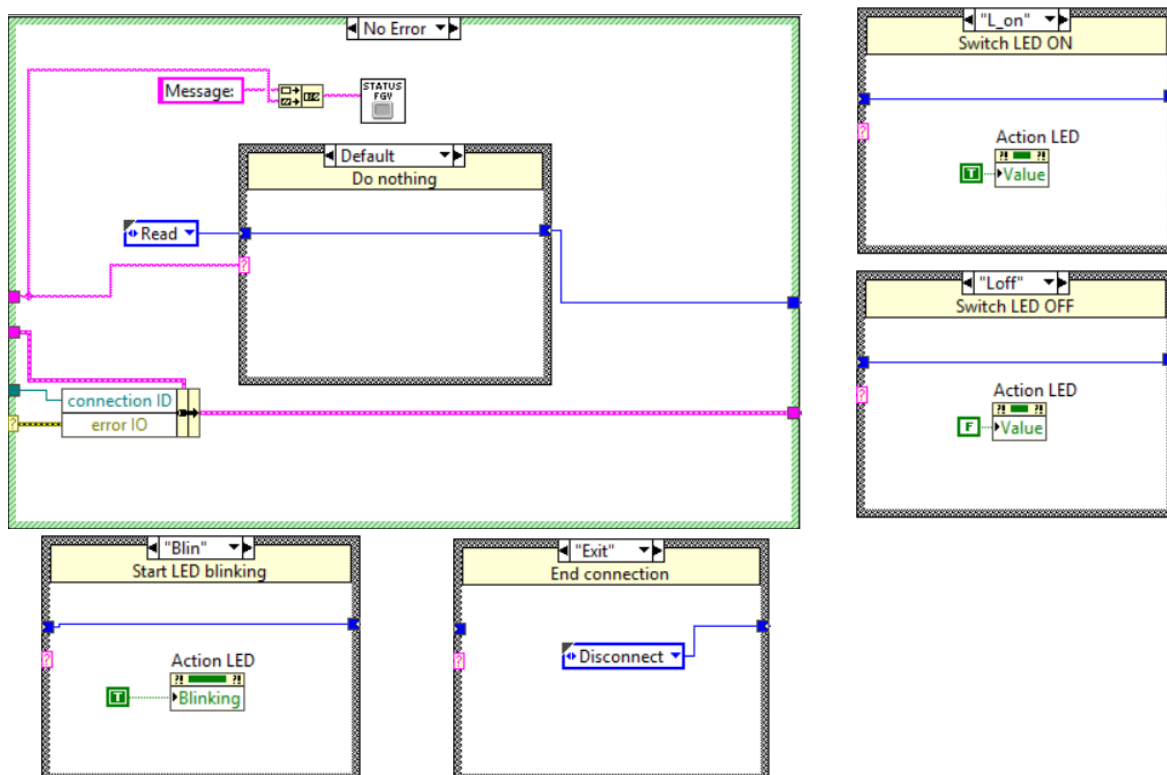 No Error
Message:
STATUS
FGV
Default
Do nothing
Read
?
connection ID
error IO
?
"L_on"
Switch LED ON
?
Action LED
?! ?!
T
Value
"Loff"
Switch LED OFF
?
Action LED
?! ?!
F
Value
"Blin"
Start LED blinking
?
Action LED
?! ?!
T
Blinking
"Exit"
End connection
?
Disconnect